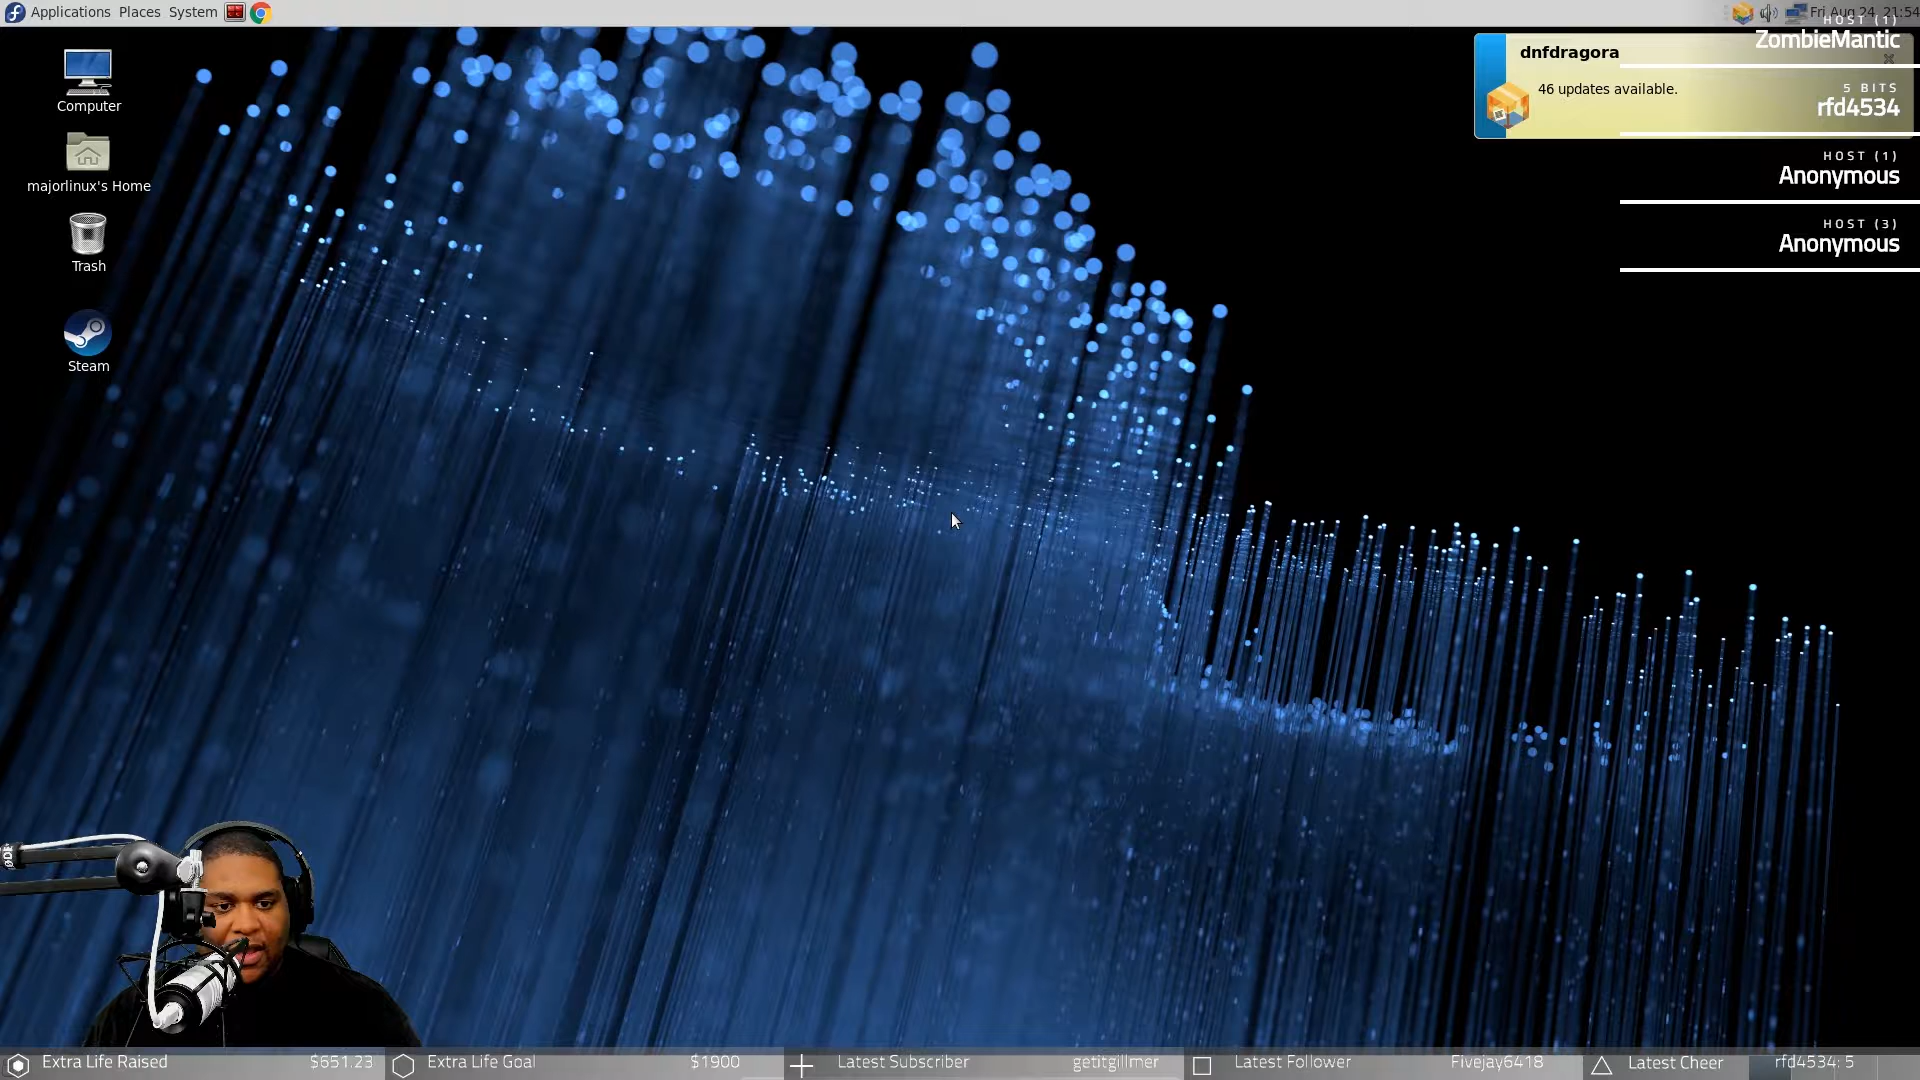 Applications Places System
Fri Aug 24, 21:54
HOST (1)
ZombieMantic
dnfdragora
46 updates available.
5 BITS
rfd4534
HOST (1)
Anonymous
HOST (3)
Anonymous
Computer
majorlinux's Home
Trash
Steam
Extra Life Raised $651.23
Extra Life Goal $1900
Latest Subscriber getitgillmer
Latest Follower Fivejay6418
Latest Cheer rfd4534: 5